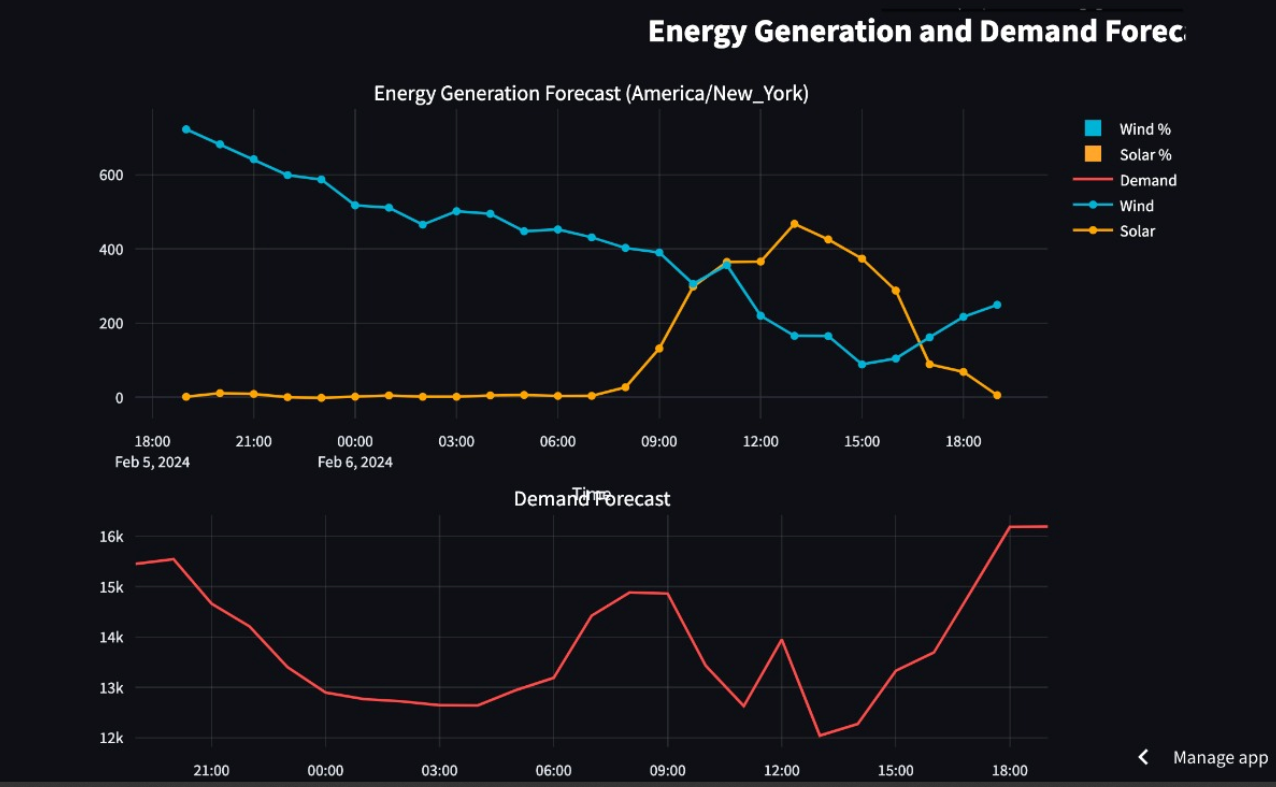 Energy Generation and Demand Forec
Energy Generation Forecast (America/New_York)
Wind %
Solar %
Demand
Wind
Solar
600
400
200
0
18:00 21:00 00:00 03:00 06:00 09:00 12:00 15:00 18:00
Feb 5, 2024 Feb 6, 2024
Time
Demand Forecast
16k
15k
14k
13k
12k
21:00 00:00 03:00 06:00 09:00 12:00 15:00 18:00
Manage app